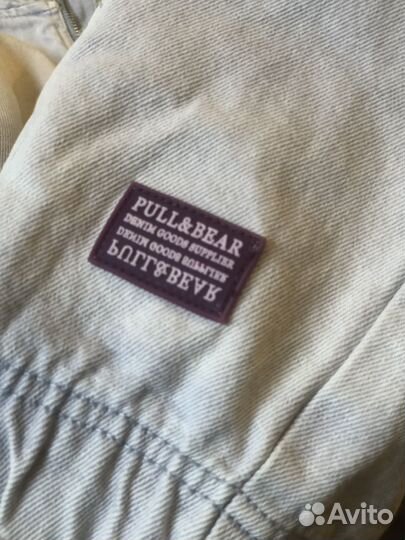 PULL&BEAR
DENIM GOODS SUPPLIER
DENIM GOODS SUPPLIER
PULL&BEAR
Avito